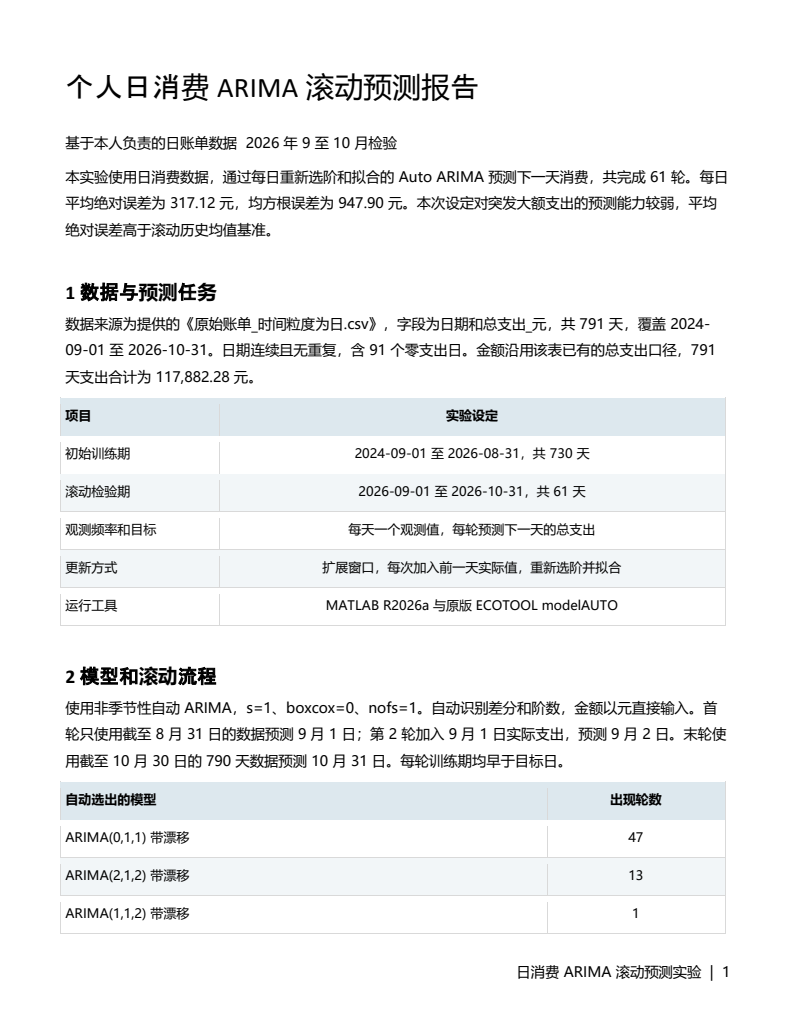 个人日消费 ARIMA 滚动预测报告
基于本人负责的日账单数据 2026 年 9 至 10 月检验
本实验使用日消费数据，通过每日重新选阶和拟合的 Auto ARIMA 预测下一天消费，共完成 61 轮。每日
平均绝对误差为 317.12 元，均方根误差为 947.90 元。本次设定对突发大额支出的预测能力较弱，平均
绝对误差高于滚动历史均值基准。
1 数据与预测任务
数据来源为提供的《原始账单_时间粒度为日.csv》，字段为日期和总支出_元，共 791 天，覆盖 2024-
09-01 至 2026-10-31。日期连续且无重复，含 91 个零支出日。金额沿用该表已有的总支出口径，791
天支出合计为 117,882.28 元。
项目 实验设定
初始训练期 2024-09-01 至 2026-08-31，共 730 天
滚动检验期 2026-09-01 至 2026-10-31，共 61 天
观测频率和目标 每天一个观测值，每轮预测下一天的总支出
更新方式 扩展窗口，每次加入前一天实际值，重新选阶并拟合
运行工具 MATLAB R2026a 与原版 ECOTOOL modelAUTO
2 模型和滚动流程
使用非季节性自动 ARIMA，s=1、boxcox=0、nofs=1。自动识别差分和阶数，金额以元直接输入。首
轮只使用截至 8 月 31 日的数据预测 9 月 1 日；第 2 轮加入 9 月 1 日实际支出，预测 9 月 2 日。末轮使
用截至 10 月 30 日的 790 天数据预测 10 月 31 日。每轮训练期均早于目标日。
自动选出的模型 出现轮数
ARIMA(0,1,1) 带漂移 47
ARIMA(2,1,2) 带漂移 13
ARIMA(1,1,2) 带漂移 1
日消费 ARIMA 滚动预测实验 | 1